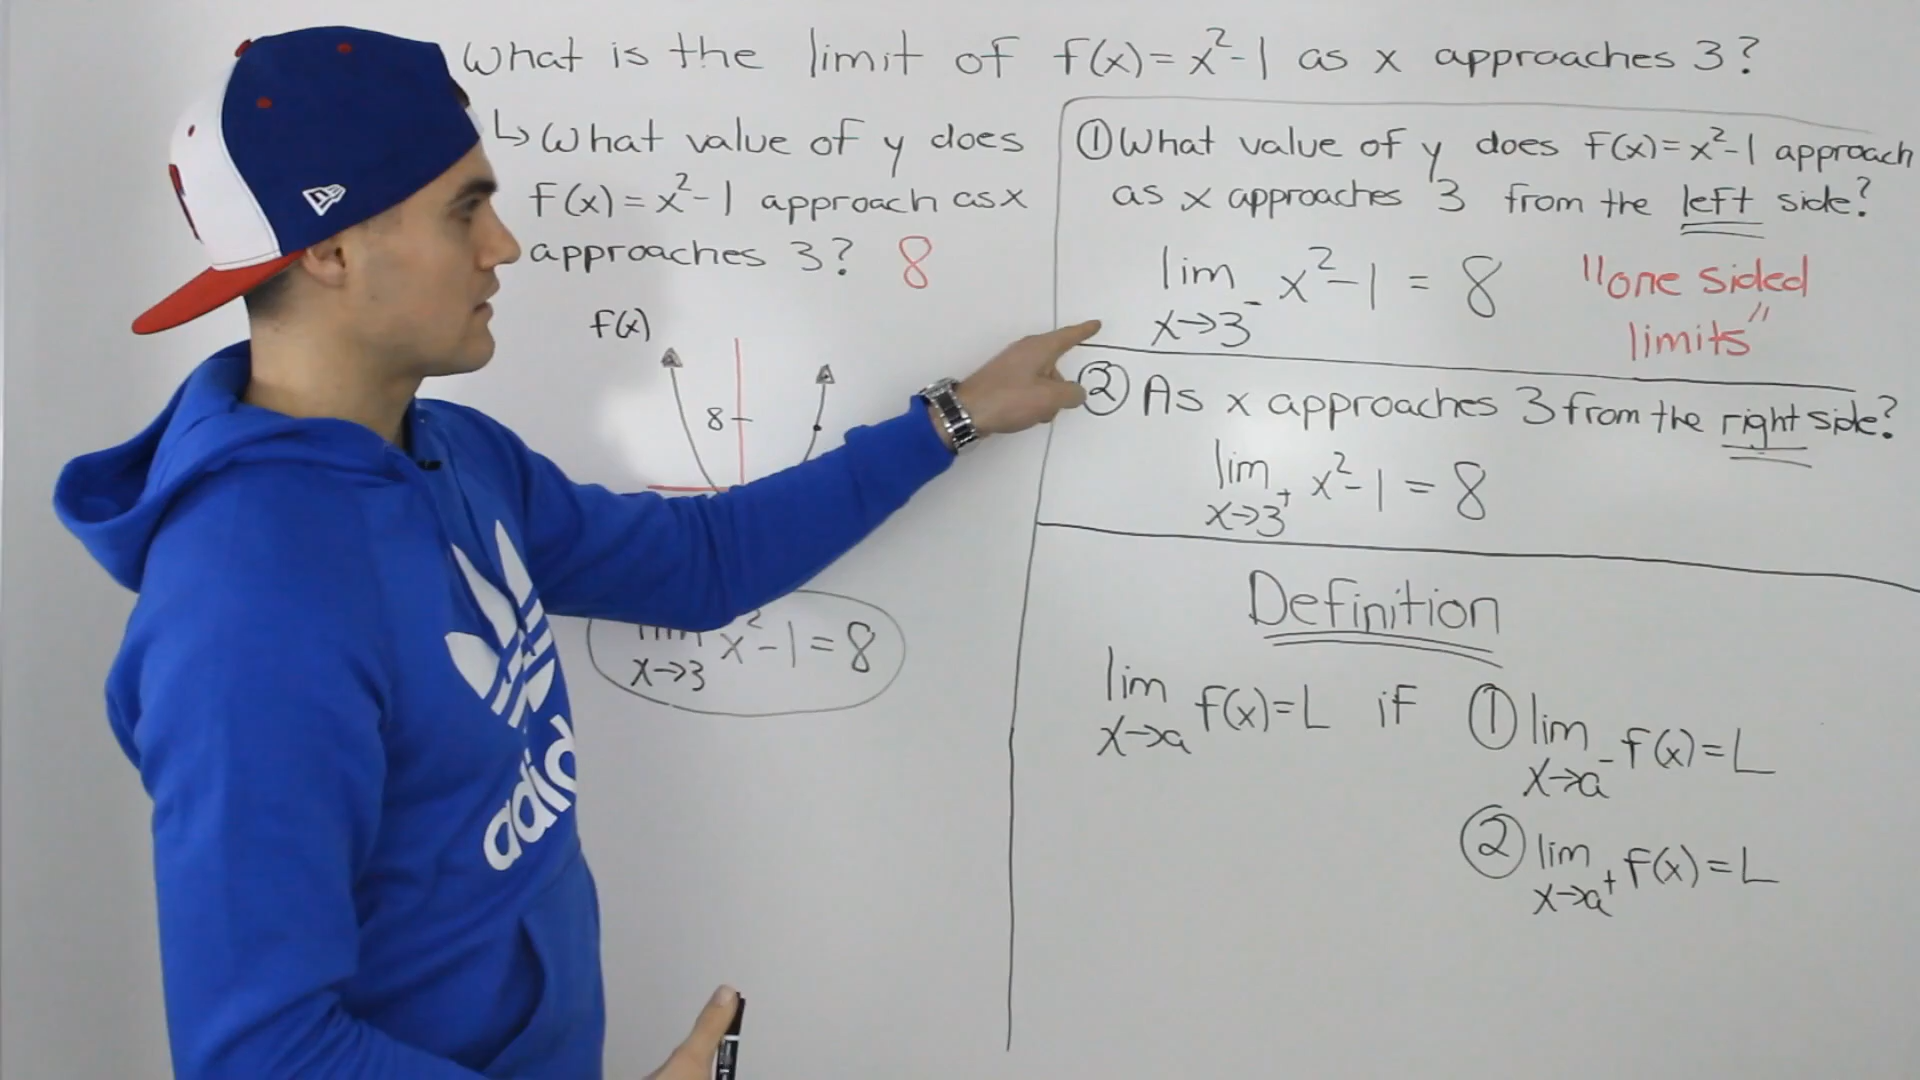 What is the limit of f(x)=x²-1 as x approaches 3?
↳ What value of y does
f(x)=x²-1 approach as x
approaches 3? 8
f(x)
8
lim x²-1=8
x→3
① What value of y does f(x)=x²-1 approach
as x approaches 3 from the left side?
lim x²-1 = 8
x→3⁻
"one sided
limits"
② As x approaches 3 from the right side?
lim x²-1 = 8
x→3⁺
Definition
lim f(x)=L if ① lim f(x)=L
x→a x→a⁻
② lim f(x)=L
x→a⁺